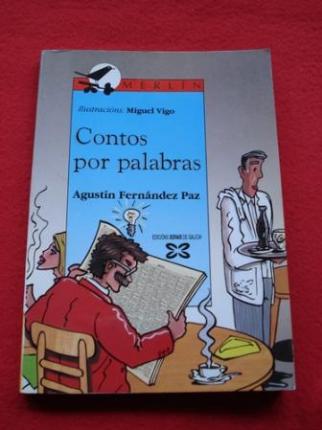 MERLÍN
ilustracións: Miguel Vigo
Contos
por palabras
Agustín Fernández Paz
EDICIÓNS XERAIS DE GALICIA